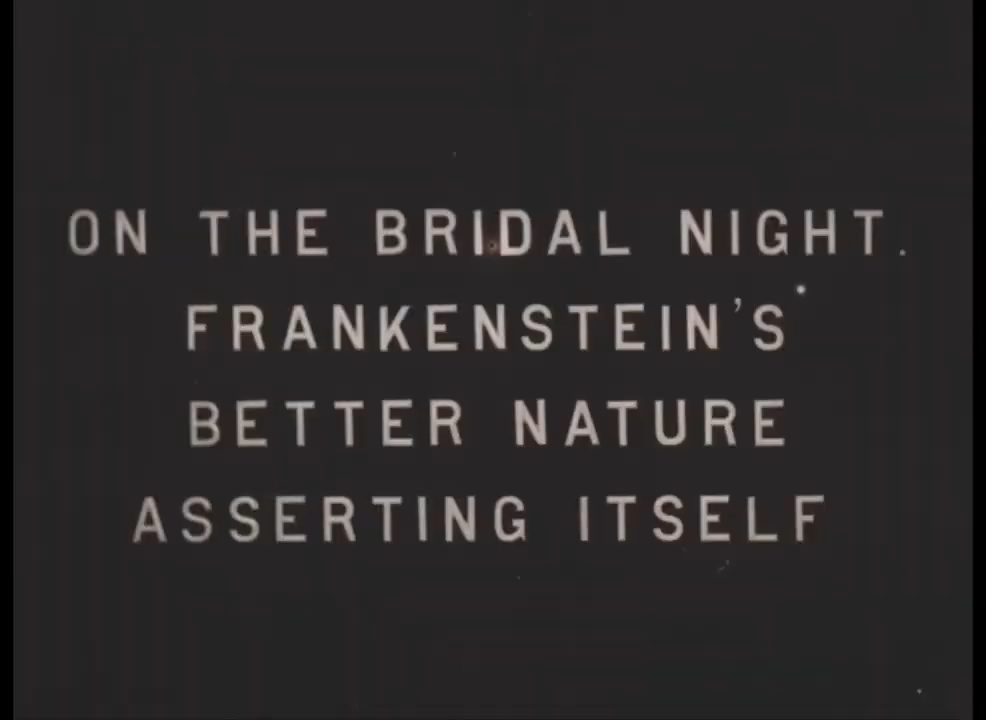 ON THE BRIDAL NIGHT.
FRANKENSTEIN'S
BETTER NATURE
ASSERTING ITSELF